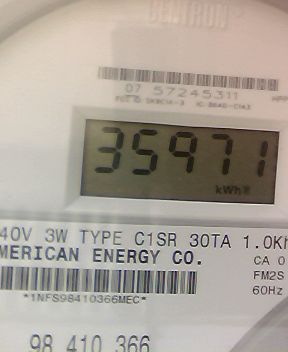 CENTRON
07 57245311
35971
kWh
40V 3W TYPE C1SR 30TA 1.0Kh
MERICAN ENERGY CO.
CA 0
FM2S
60Hz
*1NFS98410366MEC*
98 410 366